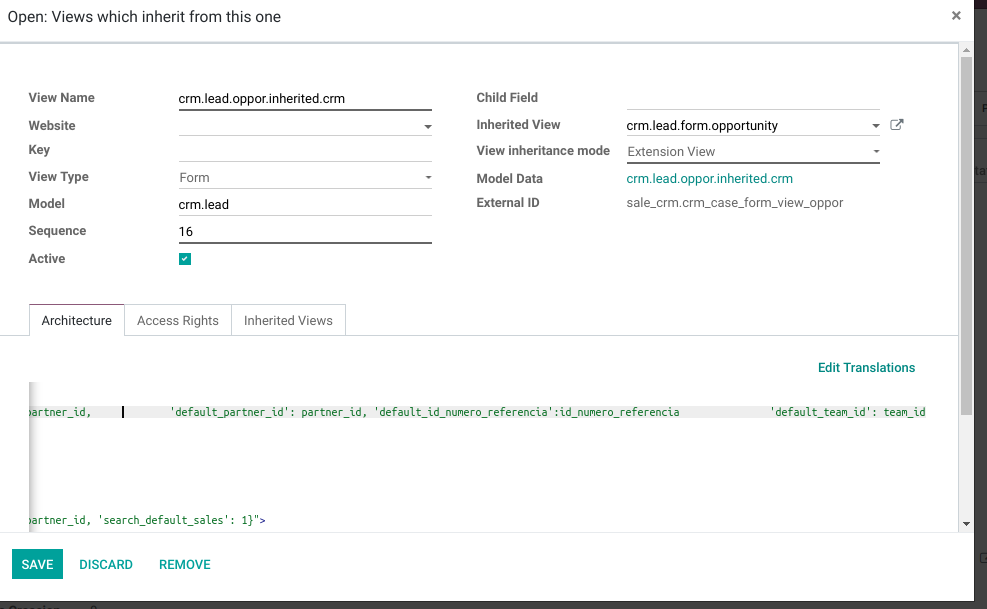 Open: Views which inherit from this one
×
View Name
crm.lead.oppor.inherited.crm
Website
Key
View Type
Form
Model
crm.lead
Sequence
16
Active
Child Field
Inherited View
crm.lead.form.opportunity
View inheritance mode
Extension View
Model Data
crm.lead.oppor.inherited.crm
External ID
sale_crm.crm_case_form_view_oppor
Architecture
Access Rights
Inherited Views
Edit Translations
partner_id, 'default_partner_id': partner_id, 'default_id_numero_referencia':id_numero_referencia 'default_team_id': team_id
partner_id, 'search_default_sales': 1}">
SAVE
DISCARD
REMOVE